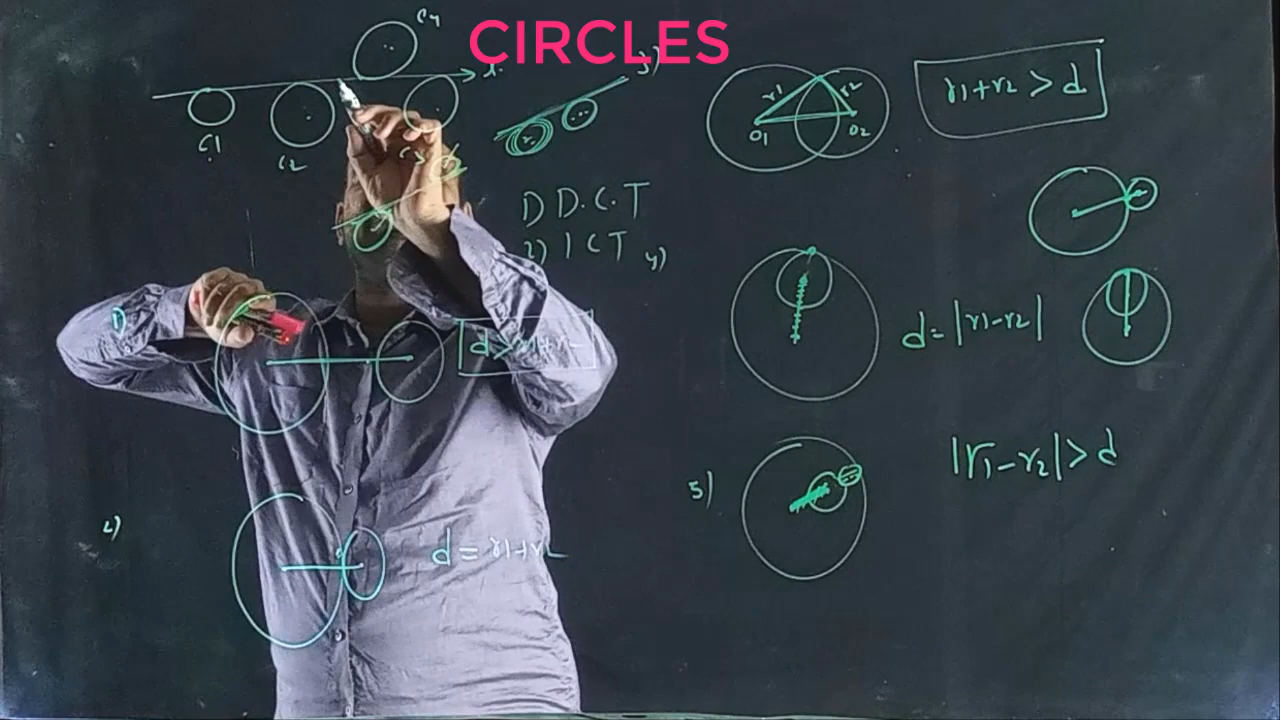 CIRCLES
C4
l.
C1
C2
C3
1) D.C.T
2) I C T
1)
d > r1+r2
2)
d = r1+r2
3)
r1
r2
O1
O2
r1+r2 > d
4)
d = |r1-r2|
5)
|r1-r2| > d